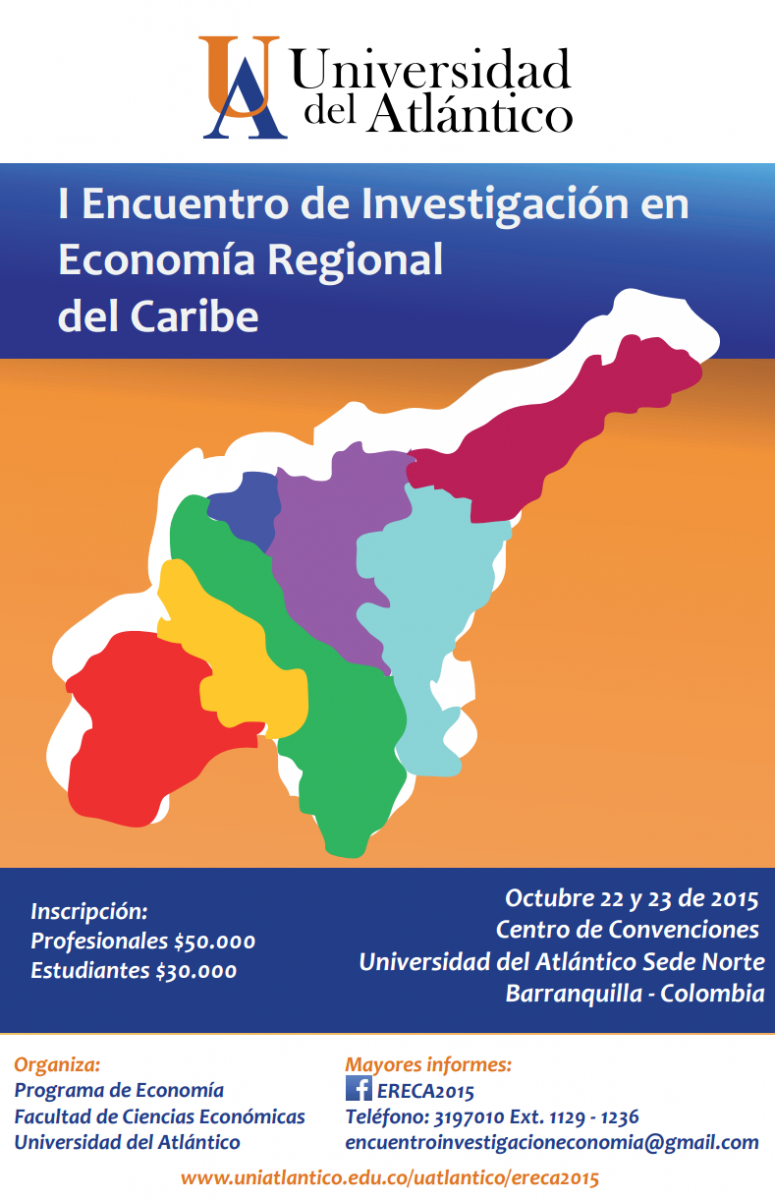 UA
Universidad
del Atlántico
I Encuentro de Investigación en
Economía Regional
del Caribe
Inscripción:
Profesionales $50.000
Estudiantes $30.000
Octubre 22 y 23 de 2015
Centro de Convenciones
Universidad del Atlántico Sede Norte
Barranquilla - Colombia
Organiza:
Programa de Economía
Facultad de Ciencias Económicas
Universidad del Atlántico
Mayores informes:
f ERECA2015
Teléfono: 3197010 Ext. 1129 - 1236
encuentroinvestigacioneconomia@gmail.com
www.uniatlantico.edu.co/uatlantico/ereca2015